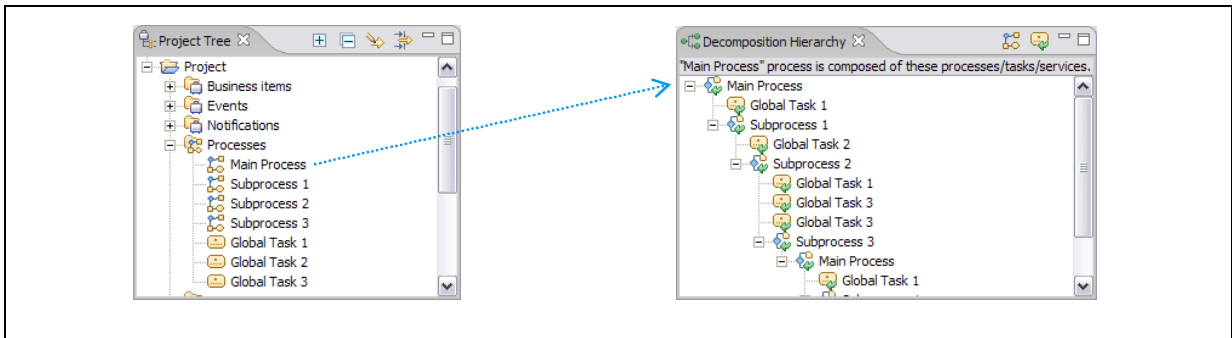 Project Tree
Project
Business items
Events
Notifications
Processes
Main Process
Subprocess 1
Subprocess 2
Subprocess 3
Global Task 1
Global Task 2
Global Task 3
Decomposition Hierarchy
"Main Process" process is composed of these processes/tasks/services.
Main Process
Global Task 1
Subprocess 1
Global Task 2
Subprocess 2
Global Task 1
Global Task 3
Global Task 3
Subprocess 3
Main Process
Global Task 1